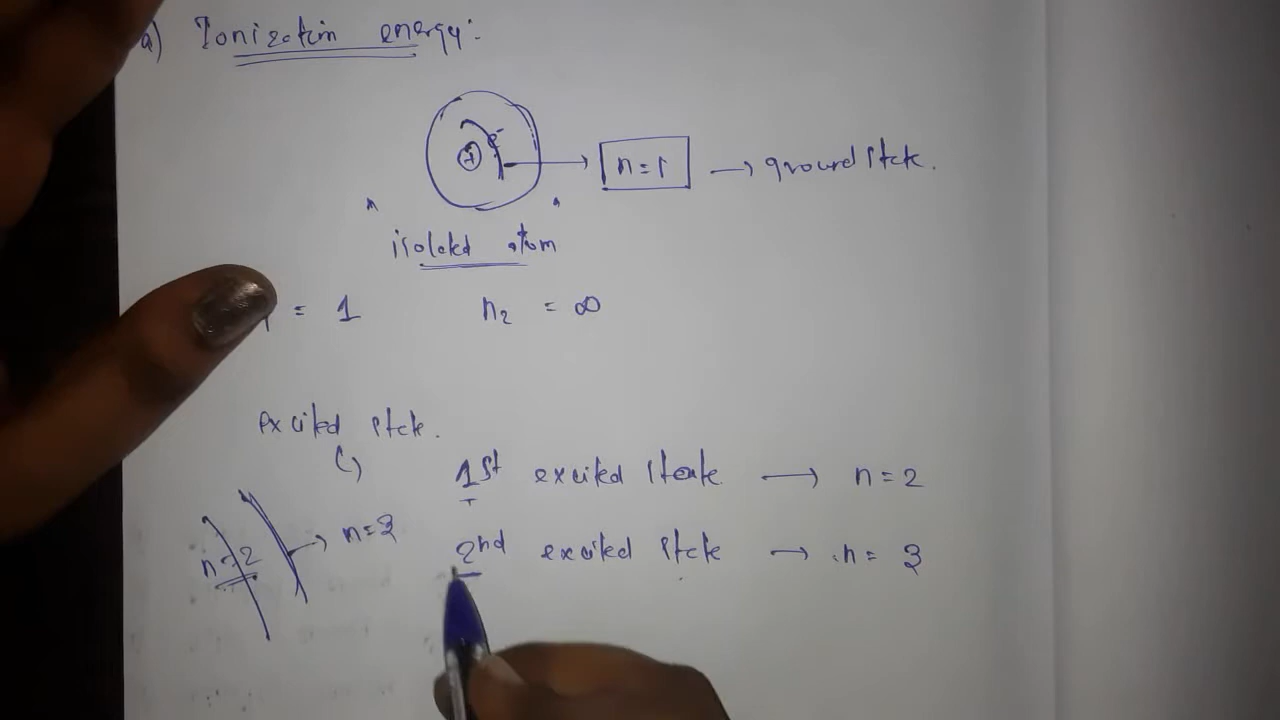 a) Ionization energy:
+ e-
n=1 → ground state.
isolated atom
= 1 n2 = ∞
excited state.
1st excited state → n=2
n=2 → n=3
2nd excited state → n= 3